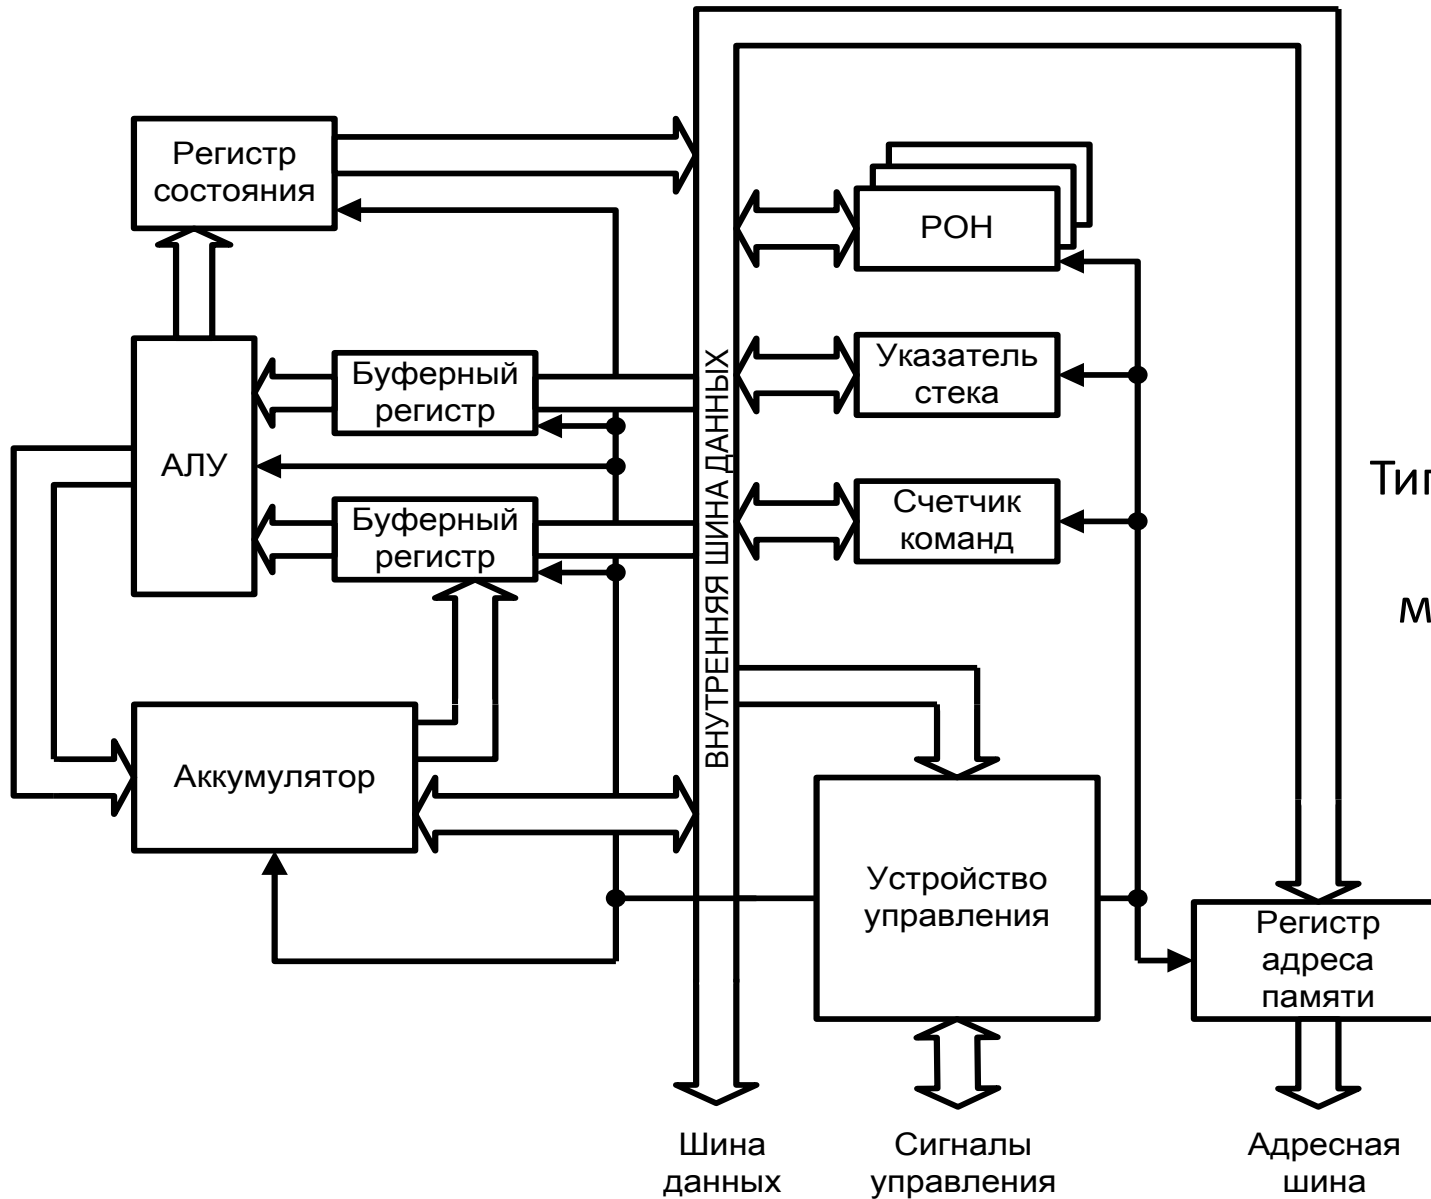 Регистр
состояния
РОН
Указатель
стека
Буферный
регистр
АЛУ
Счетчик
команд
Буферный
регистр
ВНУТРЕННЯЯ ШИНА ДАННЫХ
Аккумулятор
Устройство
управления
Регистр
адреса
памяти
Шина
данных
Сигналы
управления
Адресная
шина